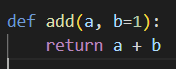 def add(a, b=1):
    return a + b